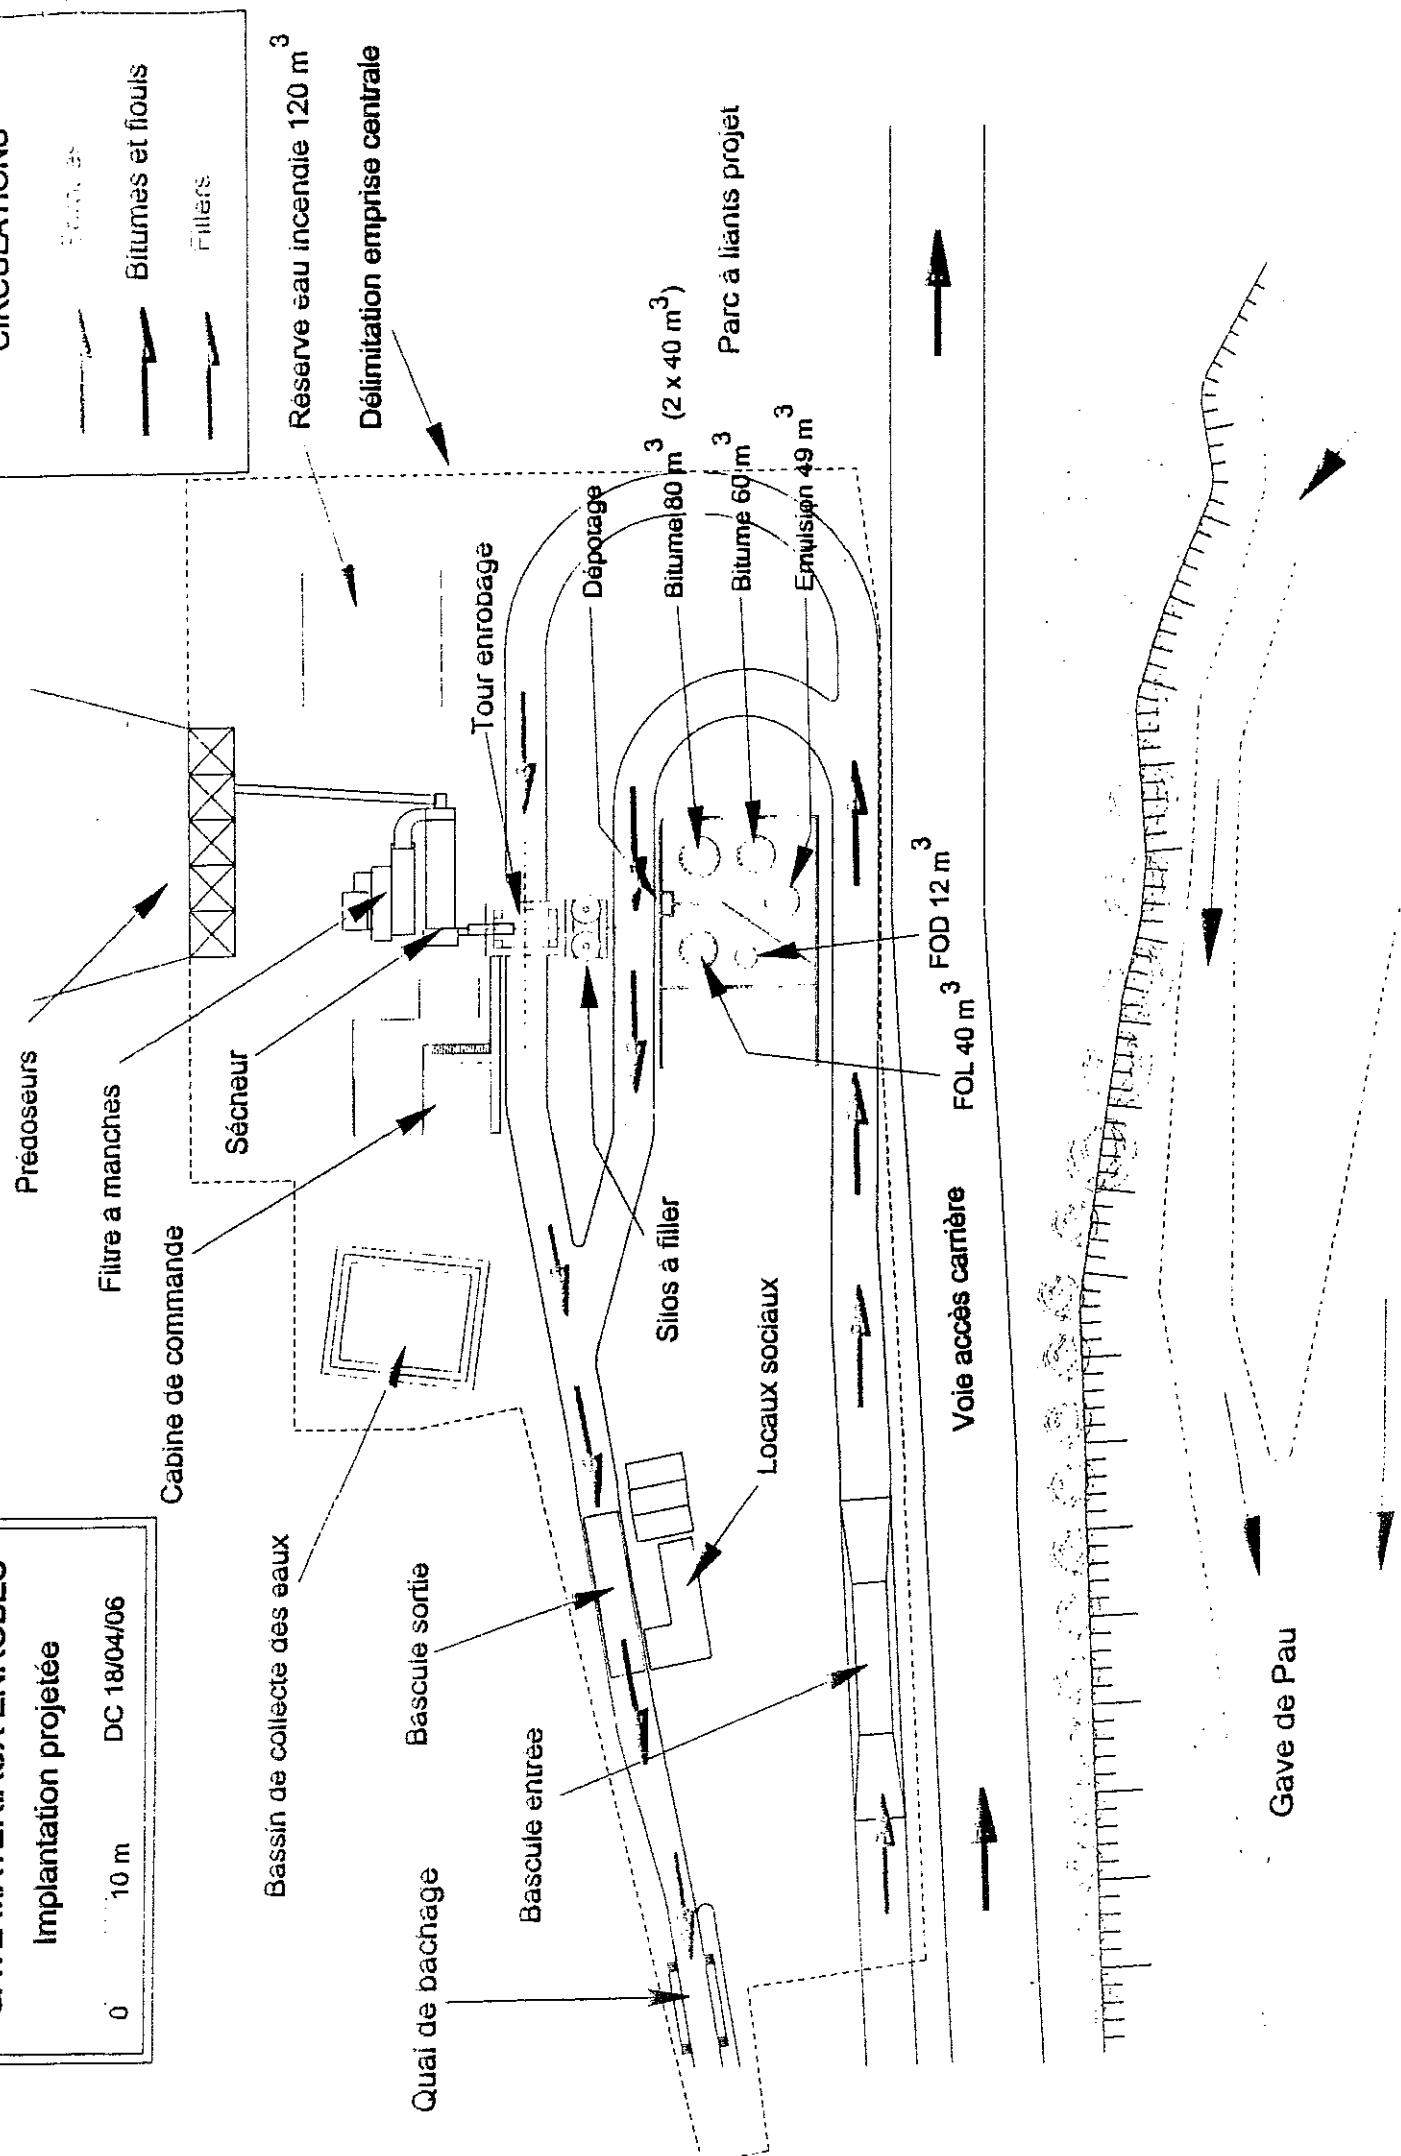 Implantation projetée
0 10 m DC 18/04/06
CIRCULATIONS
Bitumes et fiouls
Fillers
Prédoseurs
Filtre à manches
Sécheur
Cabine de commande
Bassin de collecte des eaux
Bascule sortie
Bascule entrée
Quai de bachage
Réserve eau incendie 120 m³
Délimitation emprise centrale
Tour enrobage
Dépotage
Bitume 80 m³ (2 x 40 m³)
Bitume 60 m³
Emulsion 49 m³
Parc à liants projet
Silos à filler
Locaux sociaux
FOL 40 m³
FOD 12 m³
Voie accès carrière
Gave de Pau